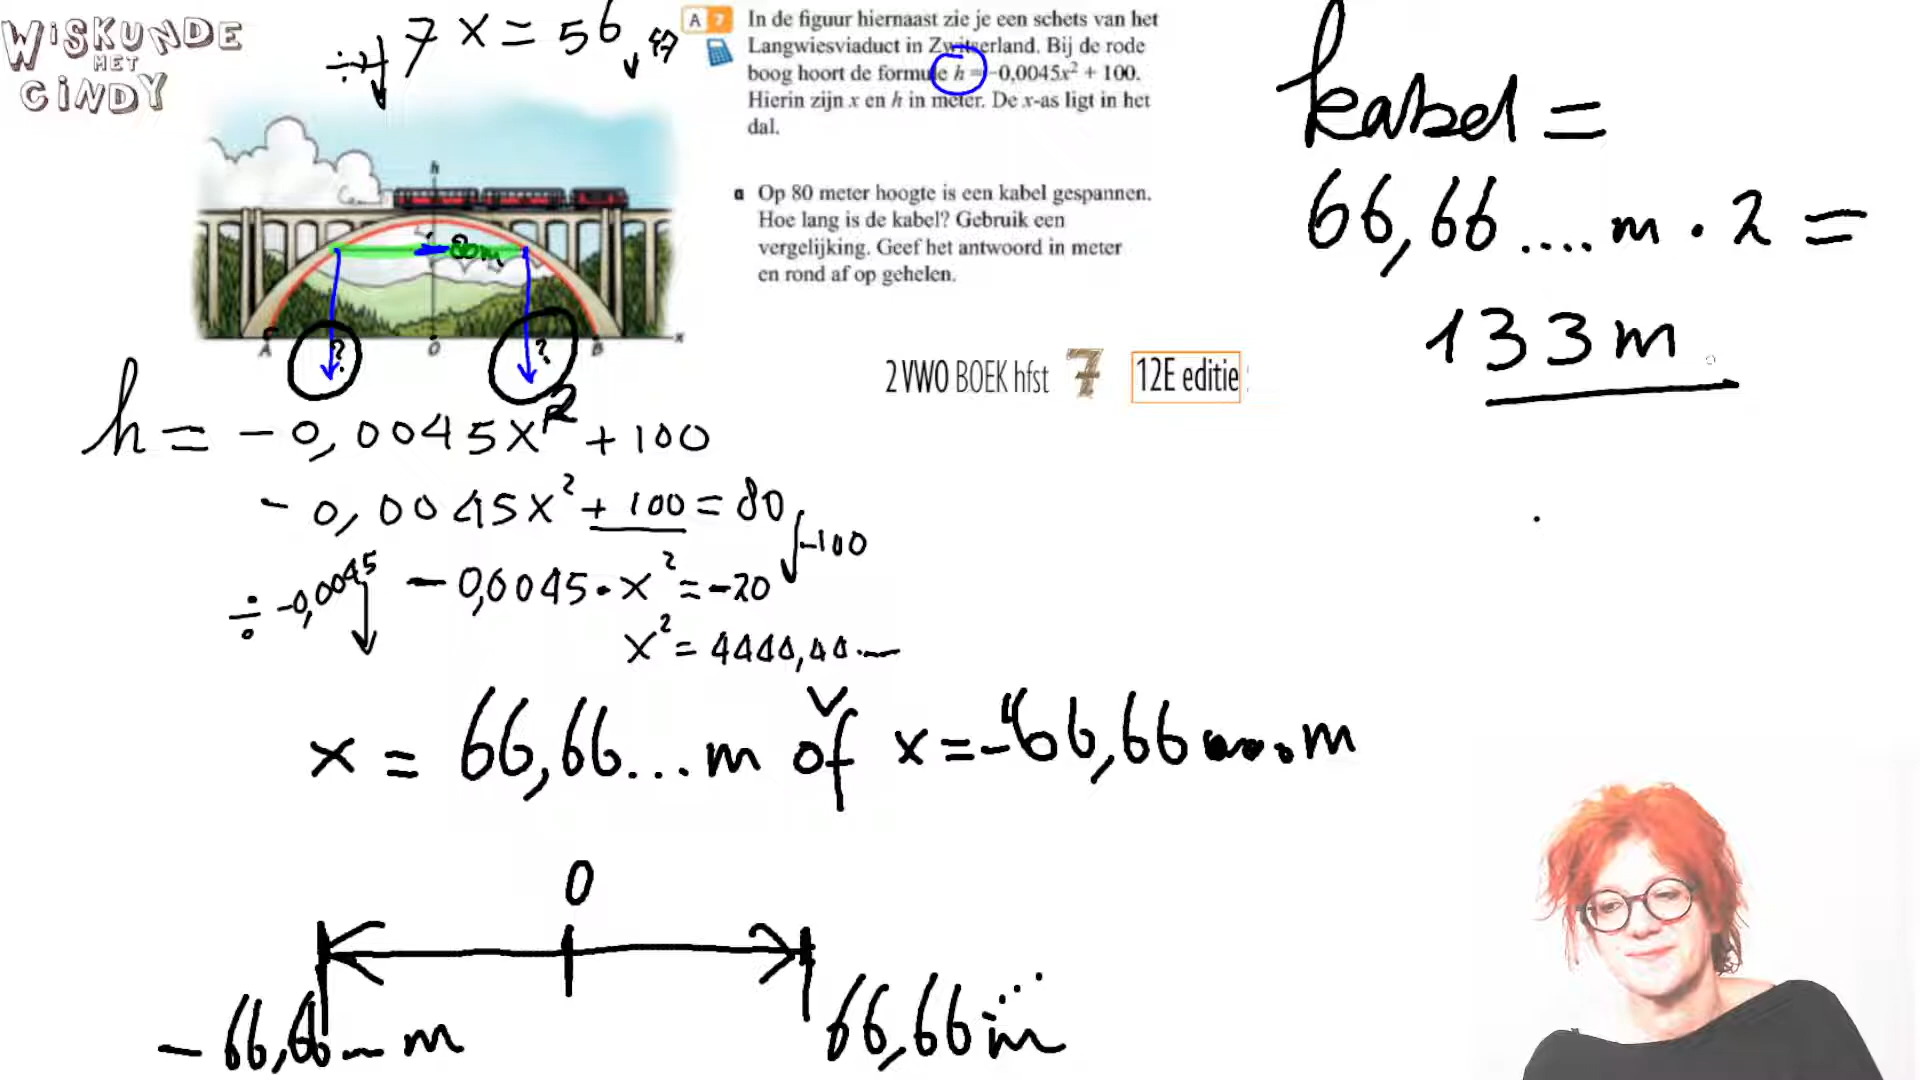 WiSKUNDE
MET
CiNDY
7 x = 56
A 7
In de figuur hiernaast zie je een schets van het
Langwiesviaduct in Zwitserland. Bij de rode
boog hoort de formule h = -0,0045x² + 100.
Hierin zijn x en h in meter. De x-as ligt in het
dal.
a Op 80 meter hoogte is een kabel gespannen.
Hoe lang is de kabel? Gebruik een
vergelijking. Geef het antwoord in meter
en rond af op gehelen.
h
80m
? ?
A O B x
2 VWO BOEK hfst 7 12E editie
kabel =
66,66.... m · 2 =
133 m
h = -0,0045x² + 100
-0,0045x² + 100 = 80
-100
÷ -0,0045
-0,0045 · x² = -20
x² = 4444,44...
x = 66,66... m of x = -66,66....m
0
-66,66... m
66,66... m